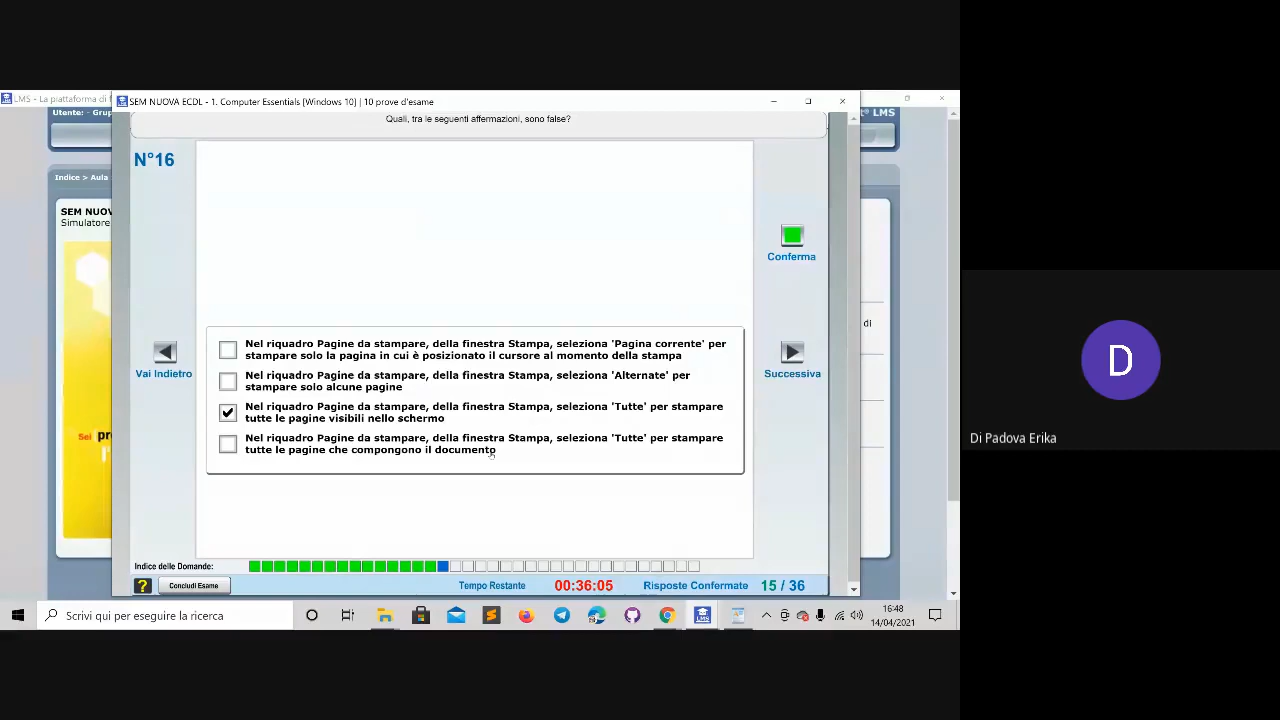 LMS - La piattaforma di f
SEM NUOVA ECDL - 1. Computer Essentials [Windows 10] | 10 prove d'esame
Utente: - Grup
LMS
Quali, tra le seguenti affermazioni, sono false?
N°16
Indice > Aula
SEM NUOV
Simulatore
Conferma
di
Nel riquadro Pagine da stampare, della finestra Stampa, seleziona 'Pagina corrente' per
stampare solo la pagina in cui è posizionato il cursore al momento della stampa
Vai Indietro
Successiva
Nel riquadro Pagine da stampare, della finestra Stampa, seleziona 'Alternate' per
stampare solo alcune pagine
Nel riquadro Pagine da stampare, della finestra Stampa, seleziona 'Tutte' per stampare
tutte le pagine visibili nello schermo
Nel riquadro Pagine da stampare, della finestra Stampa, seleziona 'Tutte' per stampare
tutte le pagine che compongono il documento
Sei pr
Indice delle Domande:
? Concludi Esame
Tempo Restante 00:36:05 Risposte Confermate 15 / 36
Scrivi qui per eseguire la ricerca
LMS
16:48
14/04/2021
D
Di Padova Erika